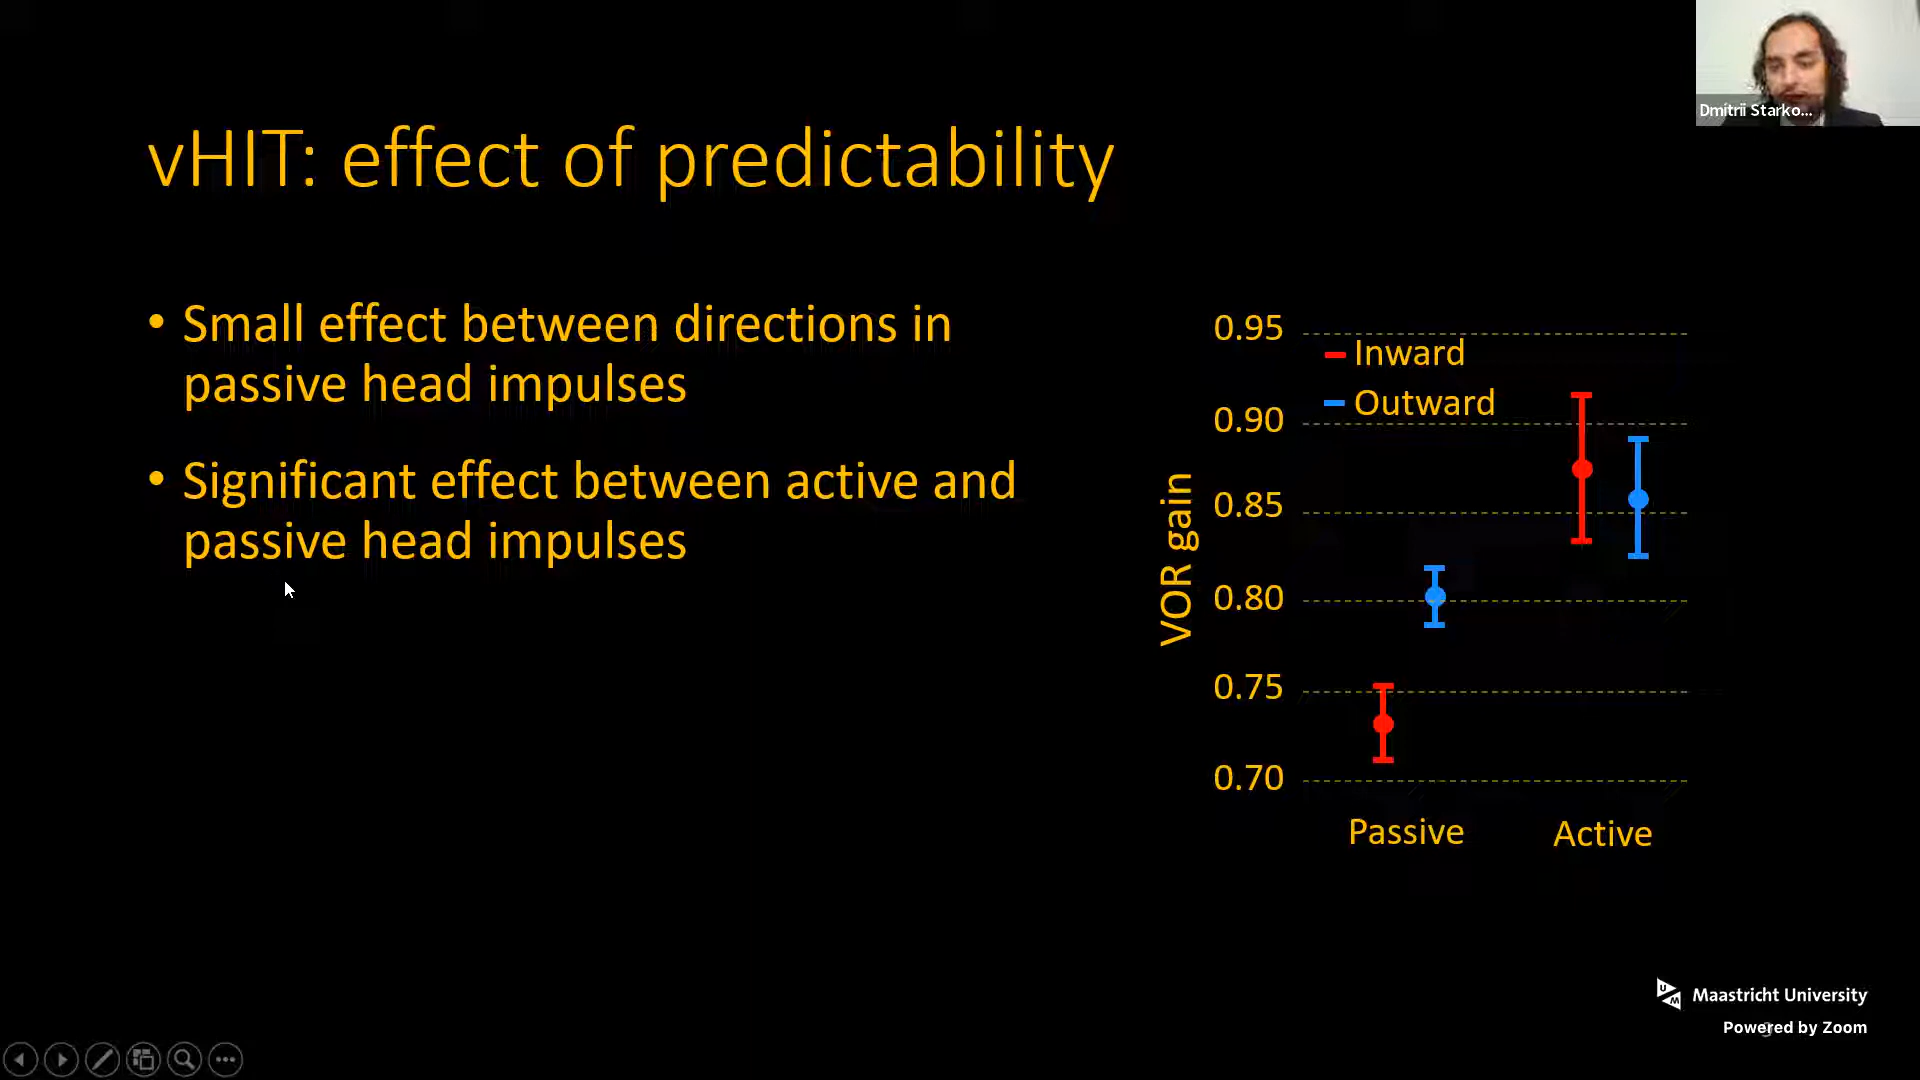 Dmitrii Starko...
vHIT: effect of predictability
• Small effect between directions in
passive head impulses
• Significant effect between active and
passive head impulses
0.95
Inward
Outward
0.90
0.85
0.80
0.75
0.70
VOR gain
Passive
Active
Maastricht University
Powered by Zoom